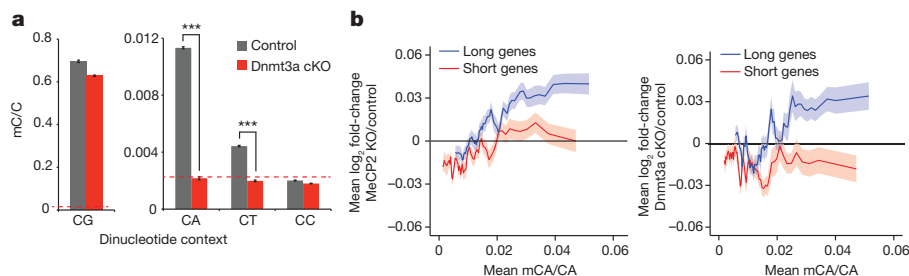 a
mC/C
0.8
0.6
0.4
0.2
0
CG
0.012
0.008
0.004
0
***
***
Control
Dnmt3a cKO
CA
CT
CC
Dinucleotide context
b
Mean log2 fold-change
MeCP2 KO/control
0.06
0.03
0
–0.03
–0.06
Long genes
Short genes
0
0.02
0.04
0.06
Mean mCA/CA
Mean log2 fold-change
Dnmt3a cKO/control
0.06
0.03
0
–0.03
–0.06
Long genes
Short genes
0
0.02
0.04
0.06
Mean mCA/CA